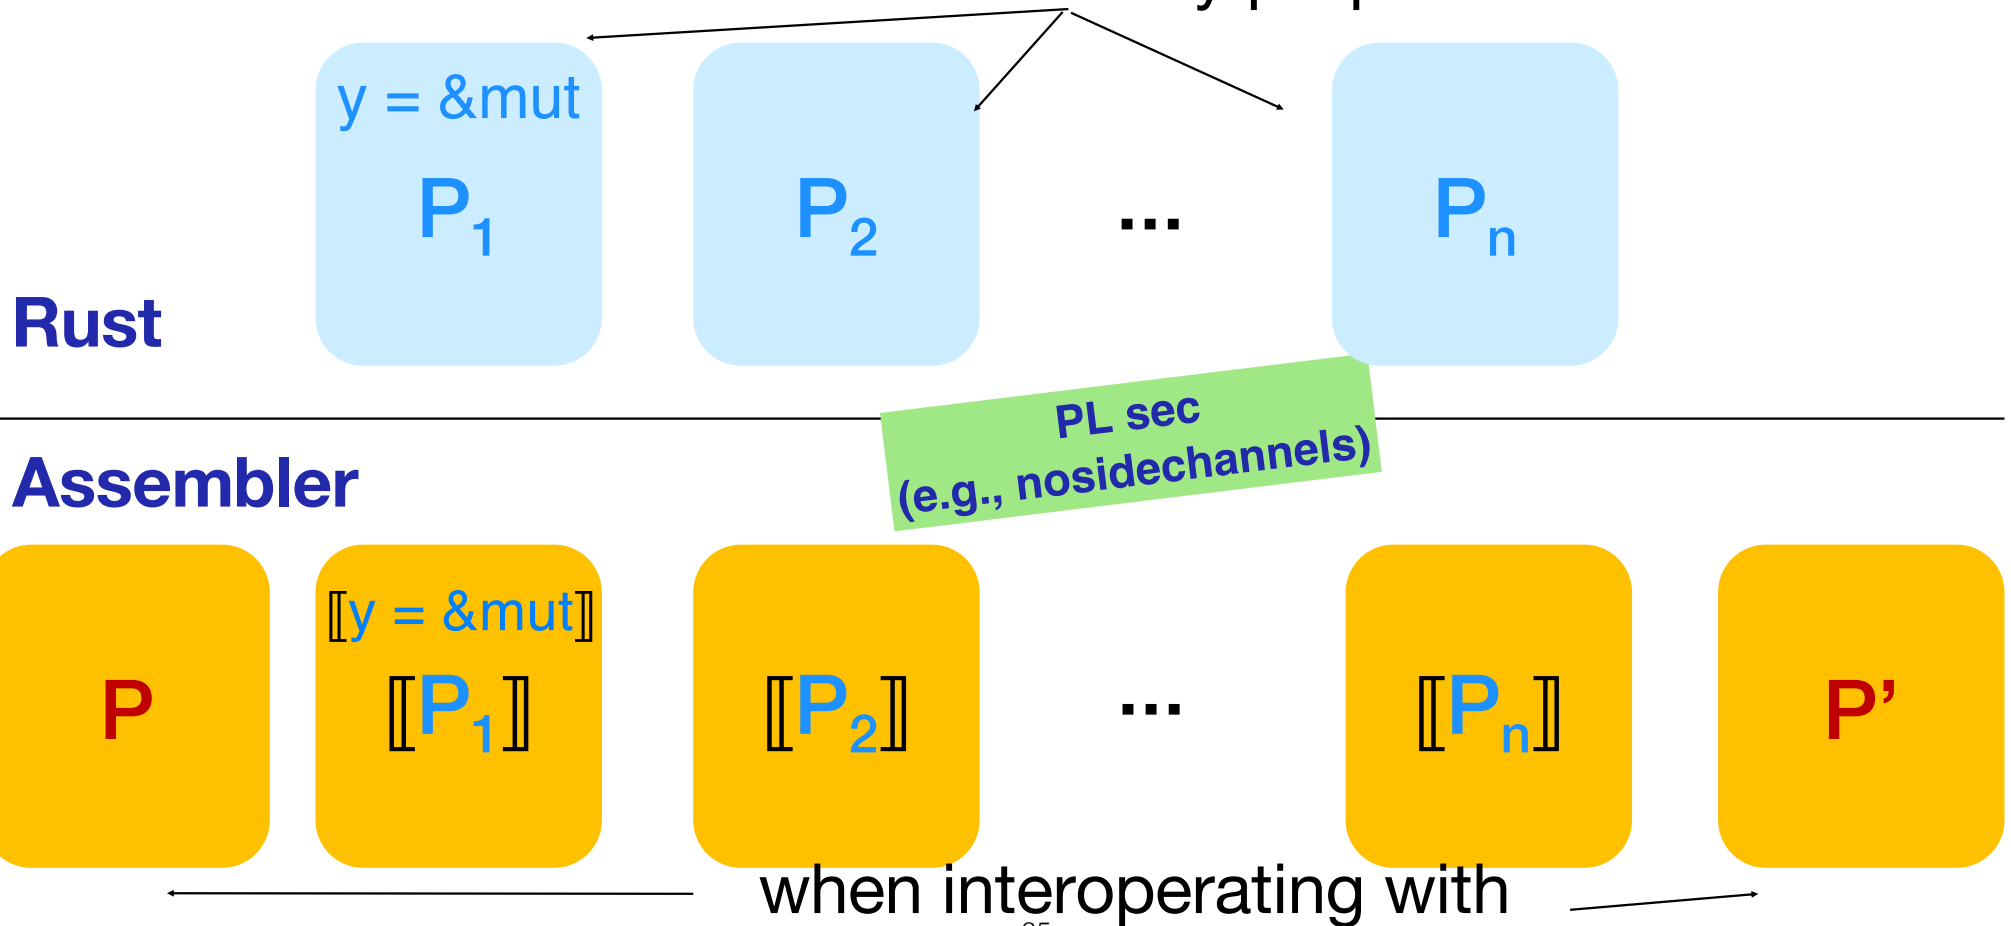 y = &mut
P1 P2 ... Pn
Rust
PL sec
(e.g., nosidechannels)
Assembler
⟦y = &mut⟧
P ⟦P1⟧ ⟦P2⟧ ... ⟦Pn⟧ P’
when interoperating with